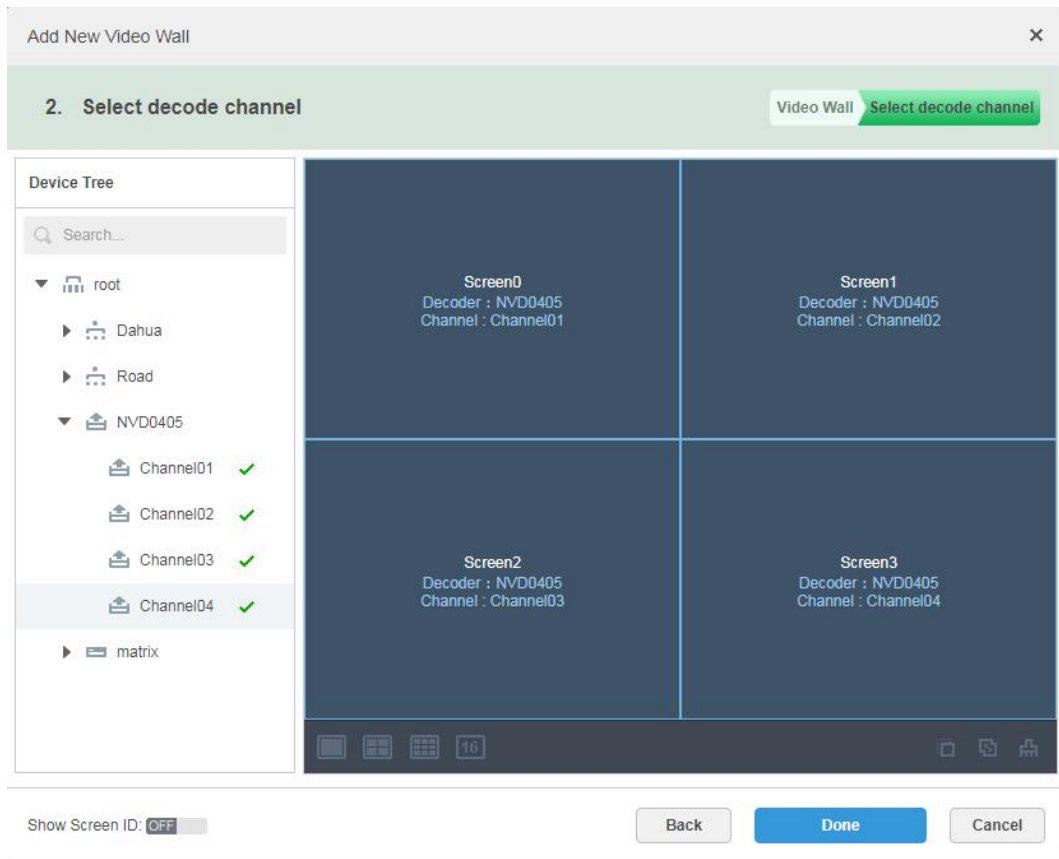 Add New Video Wall
2. Select decode channel
Video Wall
Select decode channel
Device Tree
Search...
root
Dahua
Road
NVD0405
Channel01
Channel02
Channel03
Channel04
matrix
Screen0
Decoder : NVD0405
Channel : Channel01
Screen1
Decoder : NVD0405
Channel : Channel02
Screen2
Decoder : NVD0405
Channel : Channel03
Screen3
Decoder : NVD0405
Channel : Channel04
16
Show Screen ID: OFF
Back
Done
Cancel